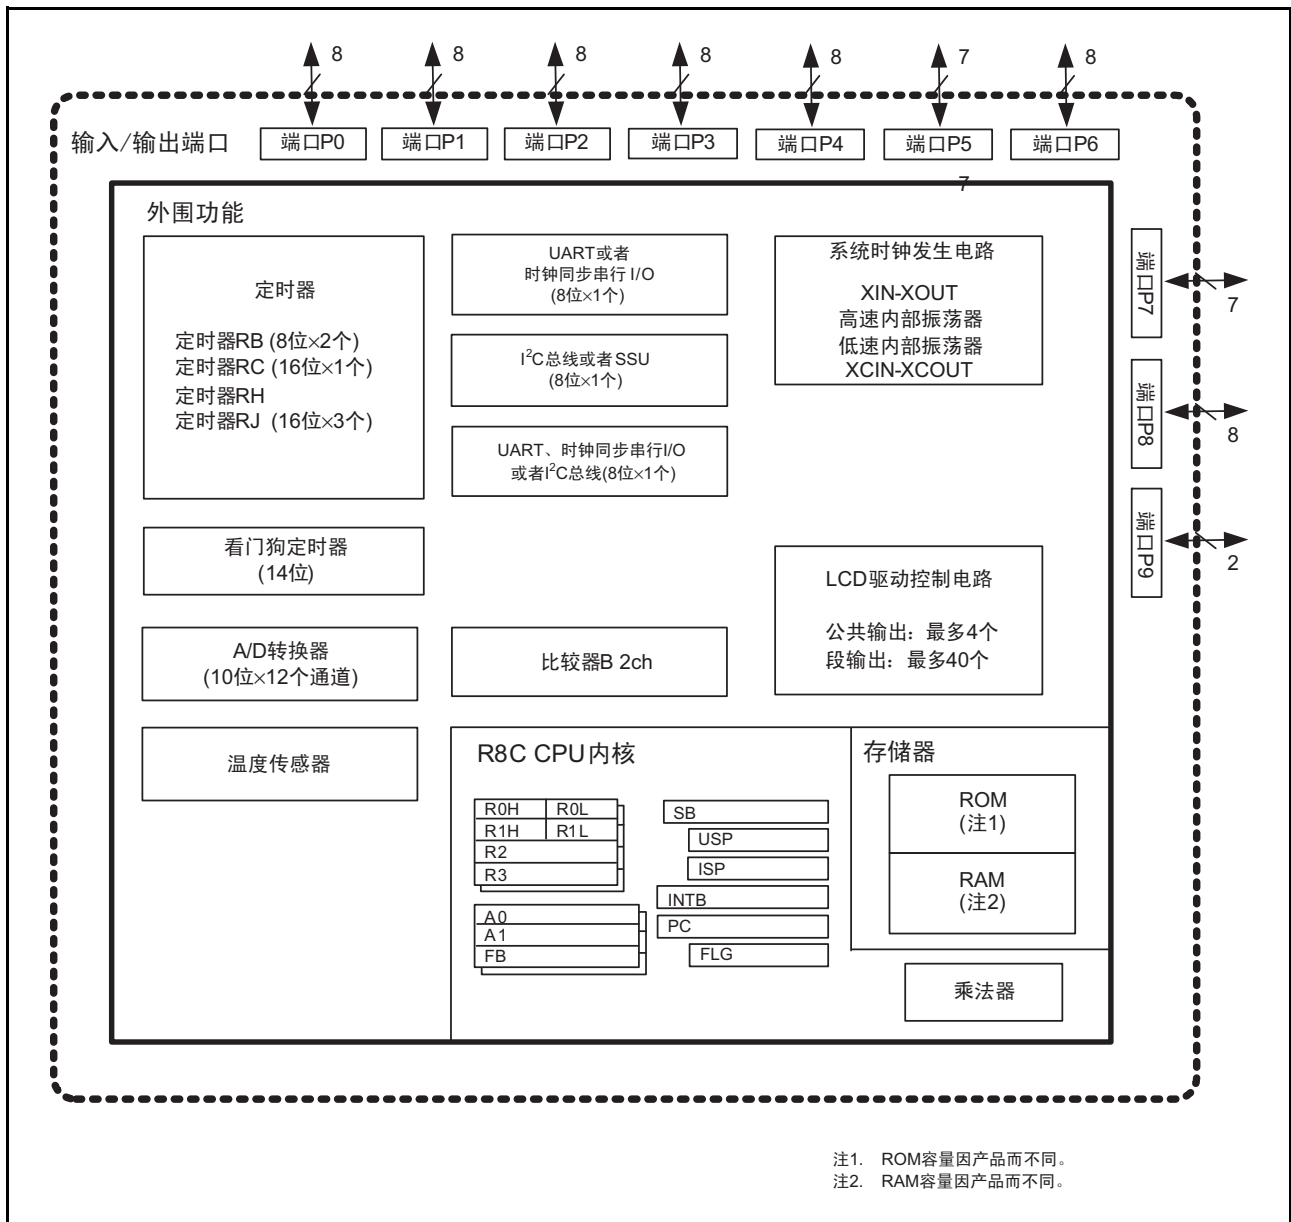 8 8 8 8 8 7 8
输入/输出端口 端口P0 端口P1 端口P2 端口P3 端口P4 端口P5 端口P6
7
外围功能
定时器
定时器RB (8位×2个)
定时器RC (16位×1个)
定时器RH
定时器RJ (16位×3个)
UART或者
时钟同步串行 I/O
(8位×1个)
I²C总线或者SSU
(8位×1个)
UART、时钟同步串行I/O
或者I²C总线(8位×1个)
系统时钟发生电路
XIN-XOUT
高速内部振荡器
低速内部振荡器
XCIN-XCOUT
端口P7
7
端口P8
8
端口P9
2
看门狗定时器
(14位)
LCD驱动控制电路
公共输出：最多4个
段输出：最多40个
A/D转换器
(10位×12个通道)
比较器B 2ch
温度传感器
R8C CPU内核
R0H R0L
R1H R1L
R2
R3
A0
A1
FB
SB
USP
ISP
INTB
PC
FLG
存储器
ROM
(注1)
RAM
(注2)
乘法器
注1. ROM容量因产品而不同。
注2. RAM容量因产品而不同。